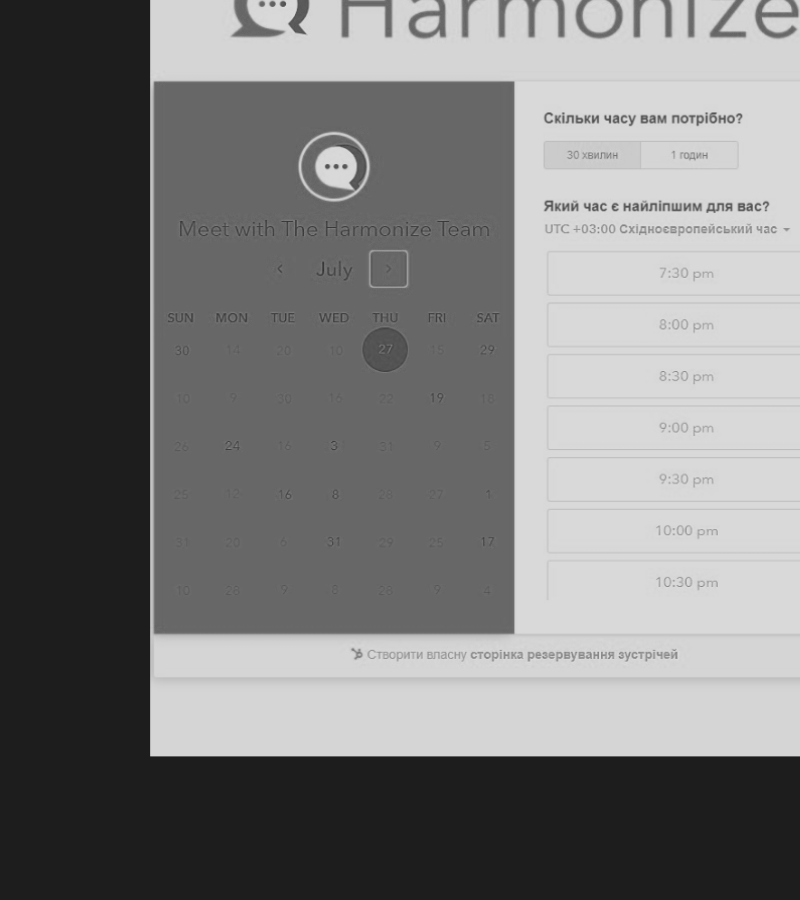 Harmonize
Meet with The Harmonize Team
July
SUN MON TUE WED THU FRI SAT
30 14 20 10 27 15 29
10 9 30 16 22 19 18
26 24 16 3 31 9 5
25 12 16 8 28 27 1
31 20 6 31 29 25 17
10 28 9 8 28 9 4
Скільки часу вам потрібно?
30 хвилин 1 годин
Який час є найліпшим для вас?
UTC +03:00 Східноєвропейський час
7:30 pm
8:00 pm
8:30 pm
9:00 pm
9:30 pm
10:00 pm
10:30 pm
Створити власну сторінка резервування зустрічей